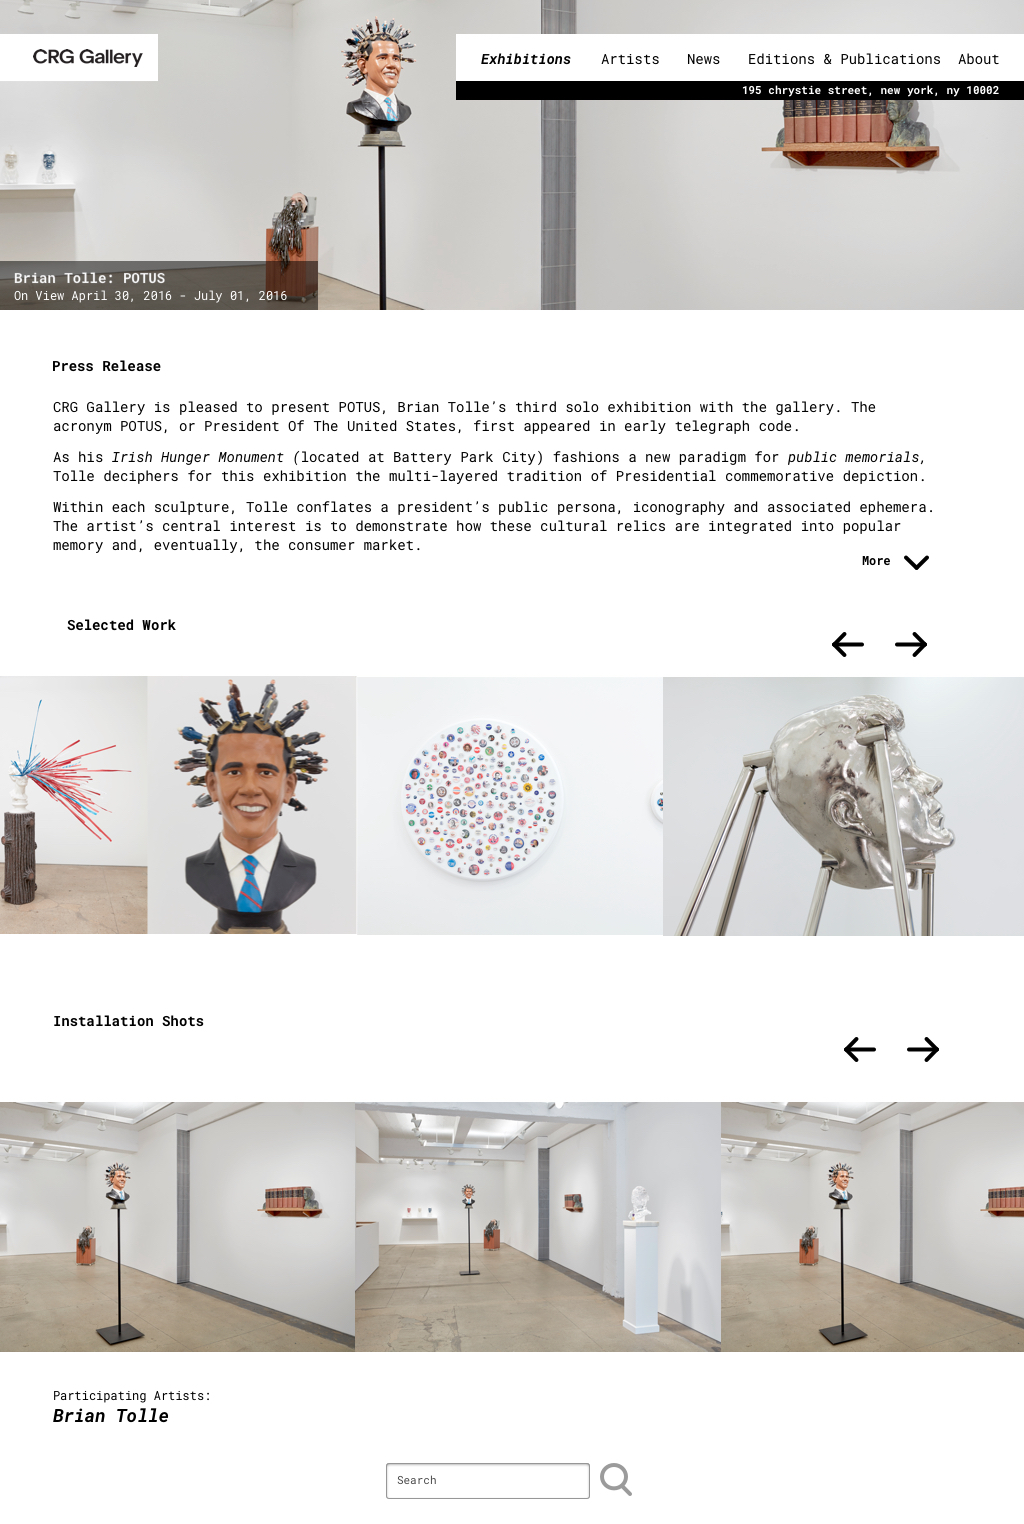 CRG Gallery
Exhibitions Artists News Editions & Publications About
195 chrystie street, new york, ny 10002
Brian Tolle: POTUS
On View April 30, 2016 - July 01, 2016
Press Release
CRG Gallery is pleased to present POTUS, Brian Tolle's third solo exhibition with the gallery. The
acronym POTUS, or President Of The United States, first appeared in early telegraph code.
As his Irish Hunger Monument (located at Battery Park City) fashions a new paradigm for public memorials,
Tolle deciphers for this exhibition the multi-layered tradition of Presidential commemorative depiction.
Within each sculpture, Tolle conflates a president's public persona, iconography and associated ephemera.
The artist's central interest is to demonstrate how these cultural relics are integrated into popular
memory and, eventually, the consumer market.
More
Selected Work
Installation Shots
Participating Artists:
Brian Tolle
Search